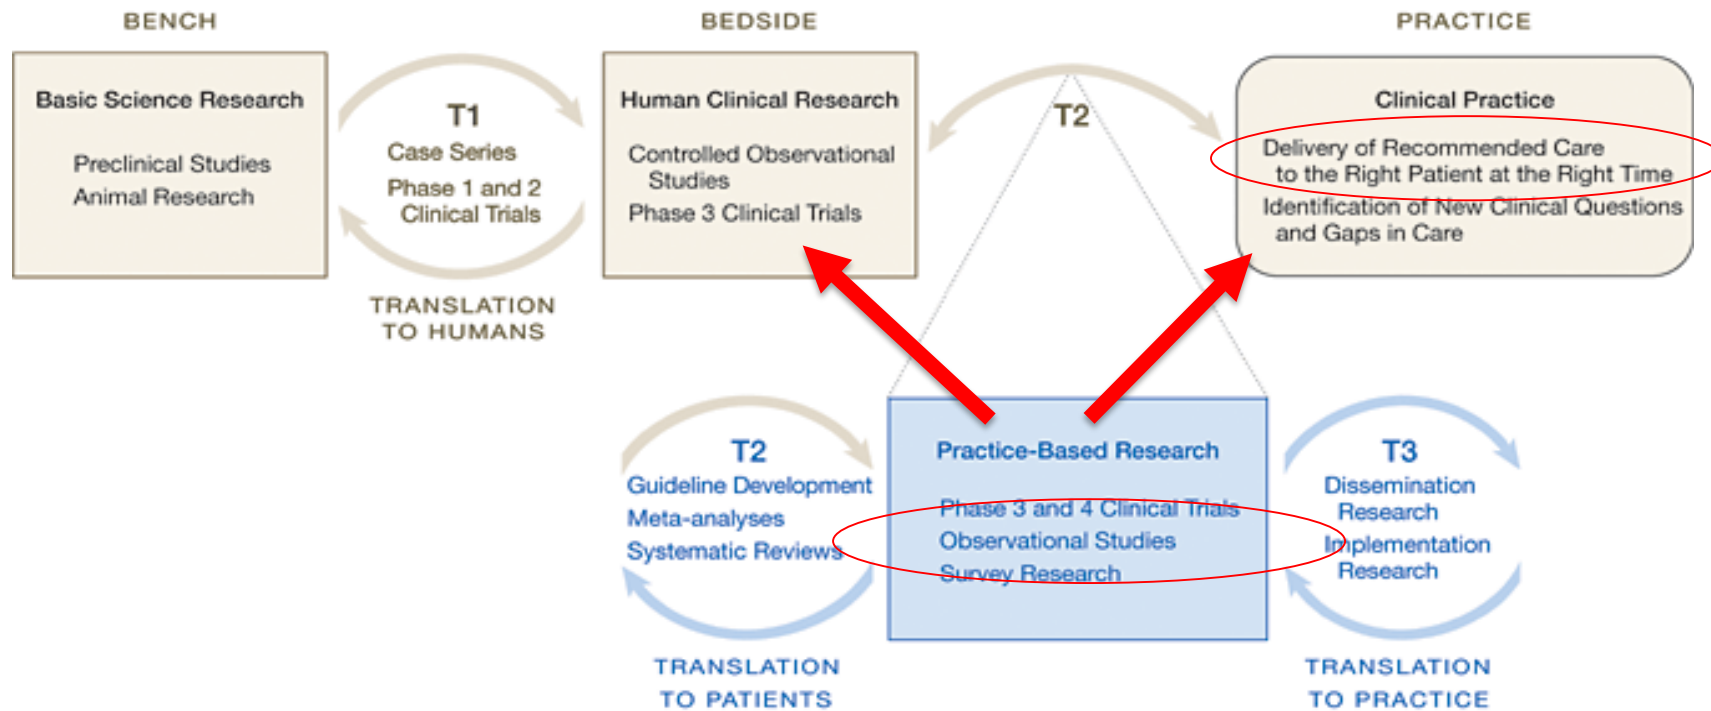 BENCH
BEDSIDE
PRACTICE
Basic Science Research
Preclinical Studies
Animal Research
T1
Case Series
Phase 1 and 2
Clinical Trials
TRANSLATION
TO HUMANS
Human Clinical Research
Controlled Observational
Studies
Phase 3 Clinical Trials
T2
Clinical Practice
Delivery of Recommended Care
to the Right Patient at the Right Time
Identification of New Clinical Questions
and Gaps in Care
T2
Guideline Development
Meta-analyses
Systematic Reviews
TRANSLATION
TO PATIENTS
Practice-Based Research
Phase 3 and 4 Clinical Trials
Observational Studies
Survey Research
T3
Dissemination
Research
Implementation
Research
TRANSLATION
TO PRACTICE